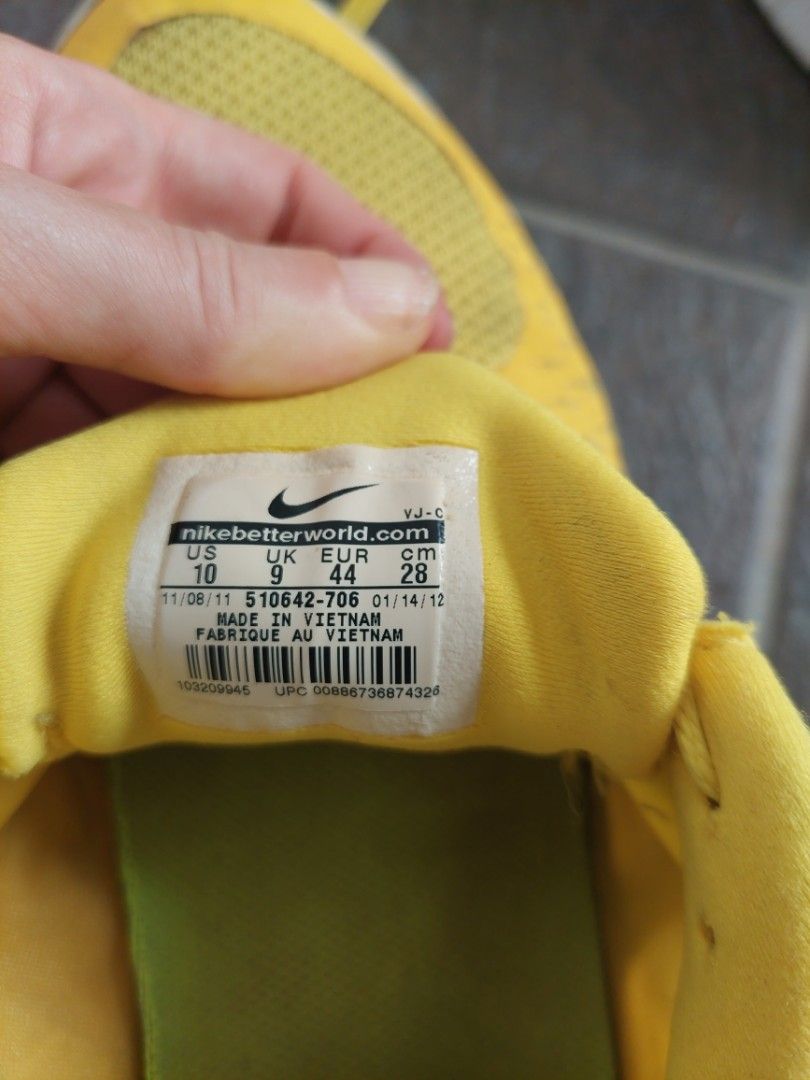 VJ-C
nikebetterworld.com
US UK EUR cm
10 9 44 28
11/08/11 510642-706 01/14/12
MADE IN VIETNAM
FABRIQUE AU VIETNAM
103209945 UPC 00886736874326